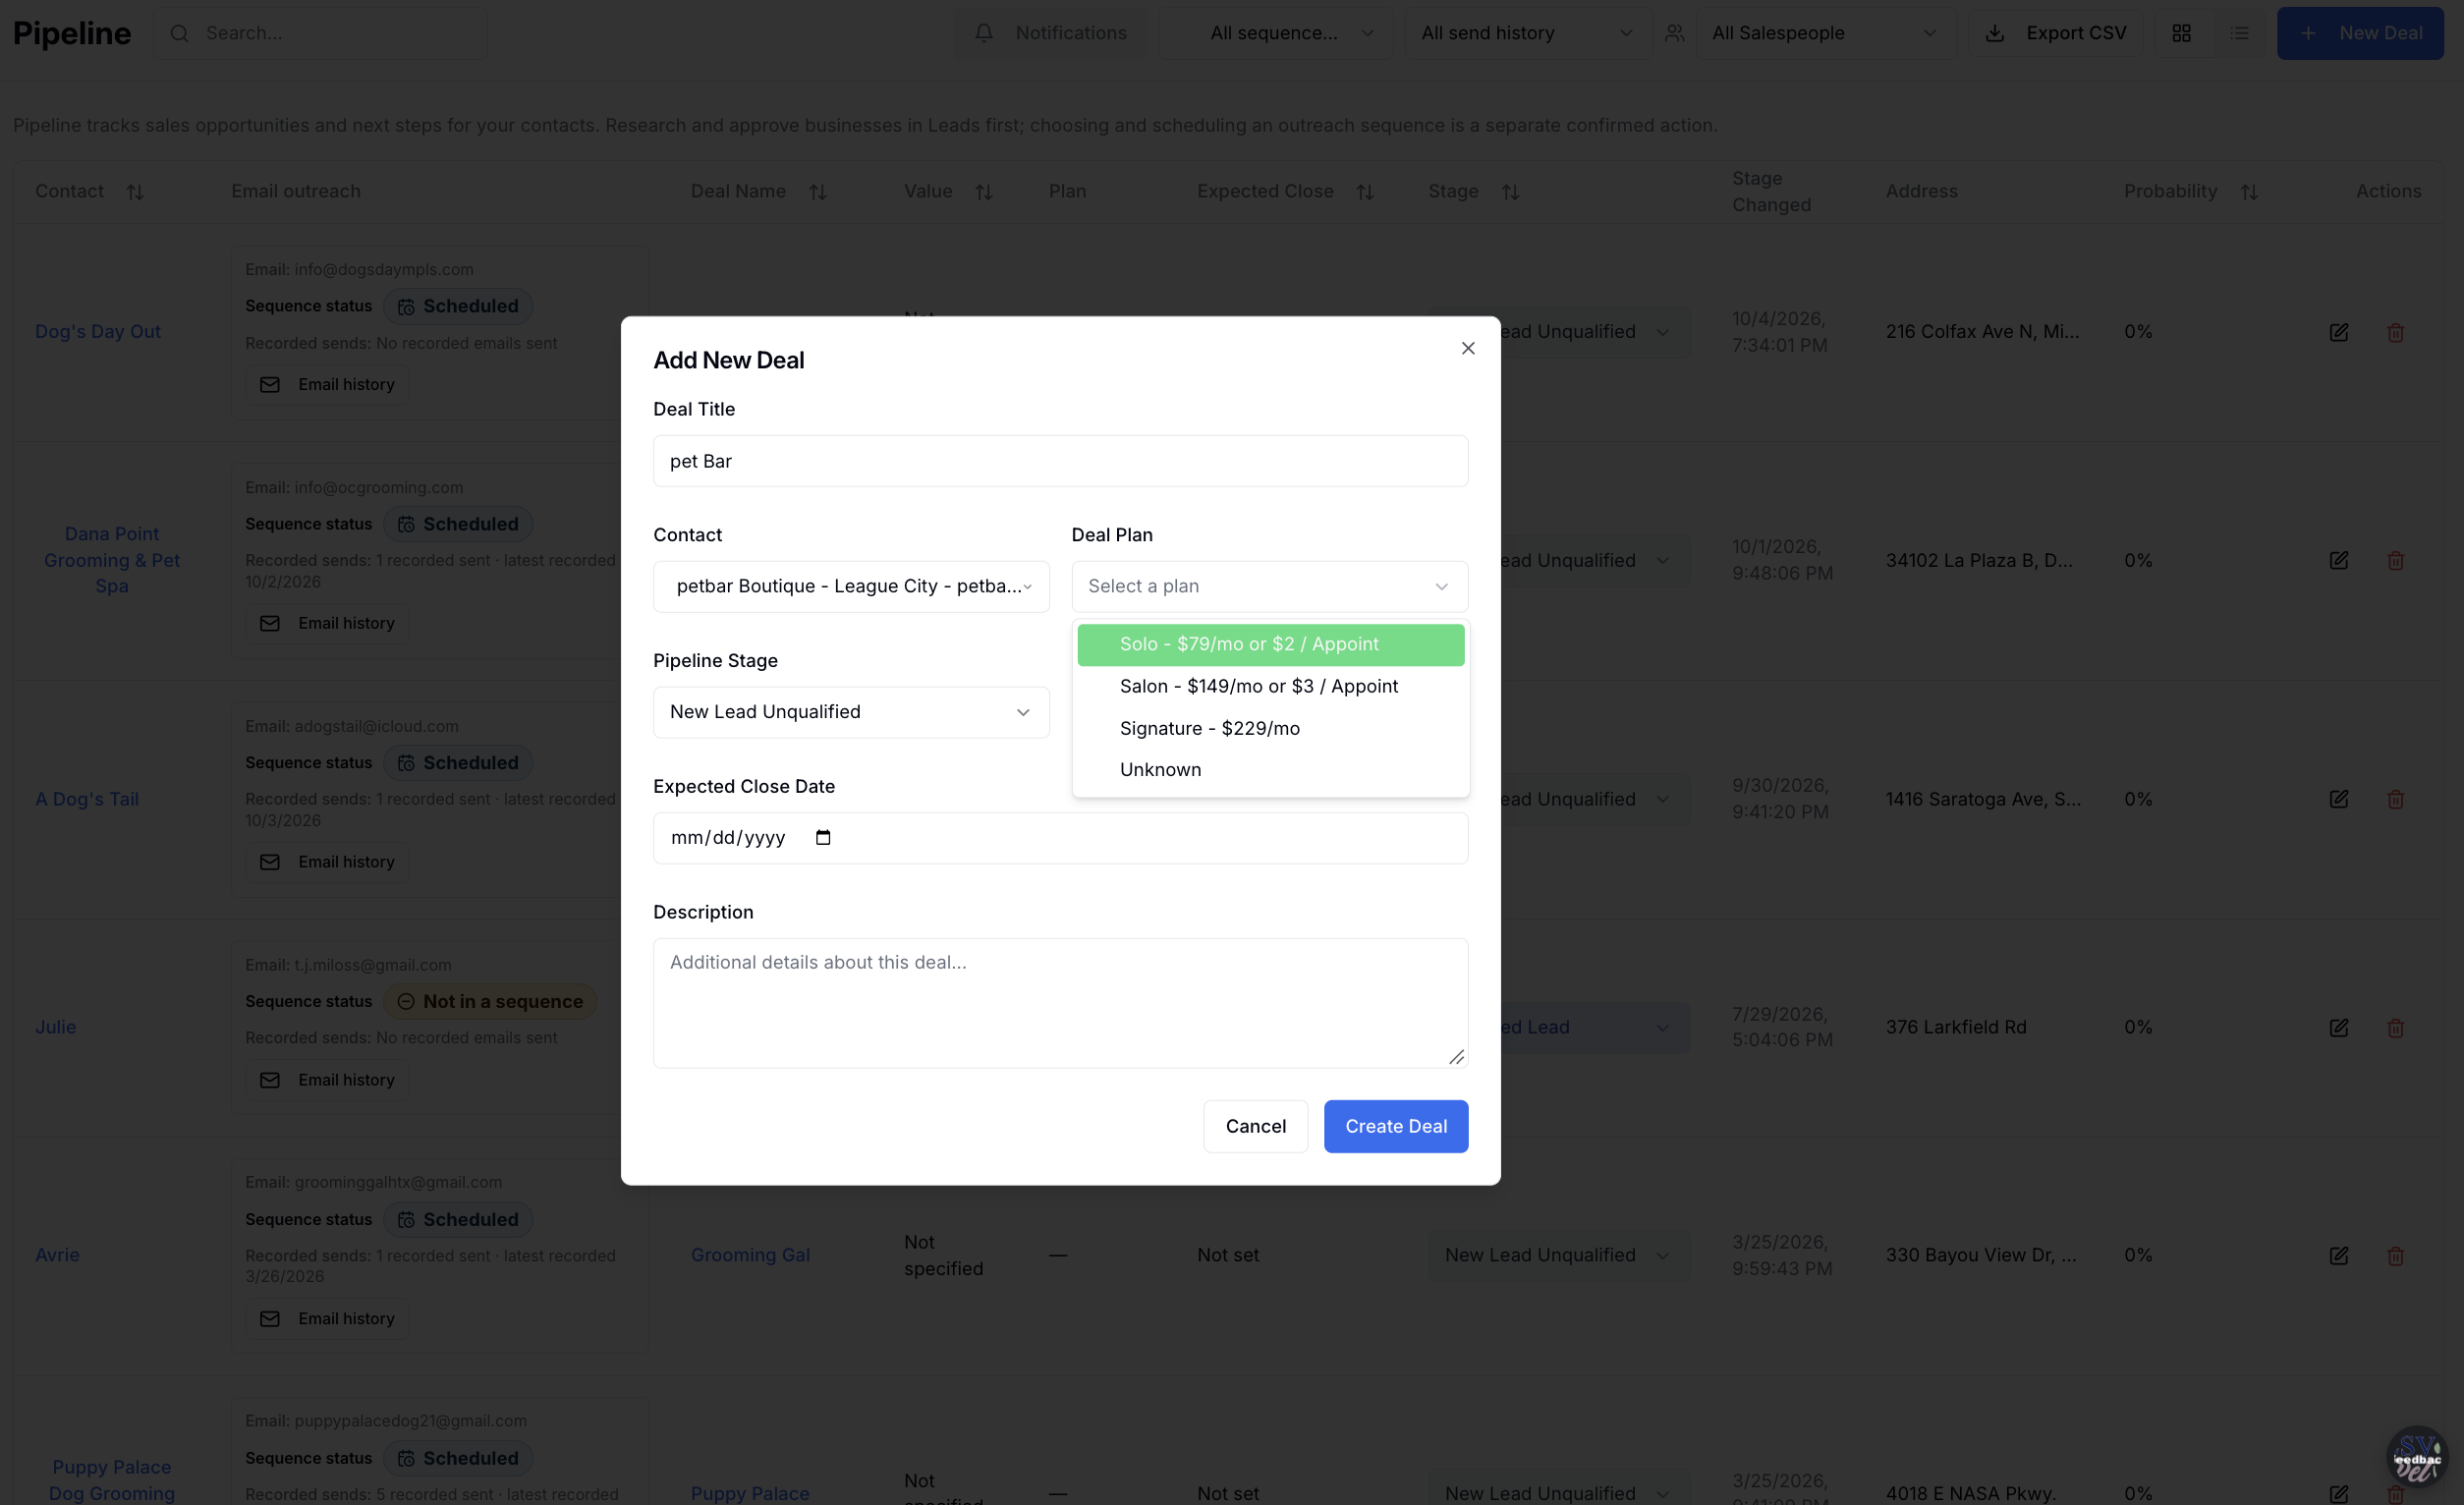 Pipeline
Search...
Notifications
All sequence...
All send history
All Salespeople
Export CSV
New Deal
Pipeline tracks sales opportunities and next steps for your contacts. Research and approve businesses in Leads first; choosing and scheduling an outreach sequence is a separate confirmed action.
Contact
Email outreach
Deal Name
Value
Plan
Expected Close
Stage
Stage
Changed
Address
Probability
Actions
Dog's Day Out
Email: info@dogsdaympls.com
Sequence status
Scheduled
Recorded sends: No recorded emails sent
Email history
ead Unqualified
10/4/2026,
7:34:01 PM
216 Colfax Ave N, Mi...
0%
Dana Point
Grooming & Pet
Spa
Email: info@ocgrooming.com
Sequence status
Scheduled
Recorded sends: 1 recorded sent · latest recorded
10/2/2026
Email history
ead Unqualified
10/1/2026,
9:48:06 PM
34102 La Plaza B, D...
0%
A Dog's Tail
Email: adogstail@icloud.com
Sequence status
Scheduled
Recorded sends: 1 recorded sent · latest recorded
10/3/2026
Email history
ead Unqualified
9/30/2026,
9:41:20 PM
1416 Saratoga Ave, S...
0%
Julie
Email: t.j.miloss@gmail.com
Sequence status
Not in a sequence
Recorded sends: No recorded emails sent
Email history
ed Lead
7/29/2026,
5:04:06 PM
376 Larkfield Rd
0%
Avrie
Email: groominggalhtx@gmail.com
Sequence status
Scheduled
Recorded sends: 1 recorded sent · latest recorded
3/26/2026
Email history
Grooming Gal
Not
specified
—
Not set
New Lead Unqualified
3/25/2026,
9:59:43 PM
330 Bayou View Dr, ...
0%
Puppy Palace
Dog Grooming
Email: puppypalacedog21@gmail.com
Sequence status
Scheduled
Recorded sends: 5 recorded sent · latest recorded
Puppy Palace
Not
—
Not set
New Lead Unqualified
3/25/2026,
4018 E NASA Pkwy.
0%
Add New Deal
Deal Title
pet Bar
Contact
petbar Boutique - League City - petba...
Deal Plan
Select a plan
Solo - $79/mo or $2 / Appoint
Salon - $149/mo or $3 / Appoint
Signature - $229/mo
Unknown
Pipeline Stage
New Lead Unqualified
Expected Close Date
mm/dd/yyyy
Description
Additional details about this deal...
Cancel
Create Deal